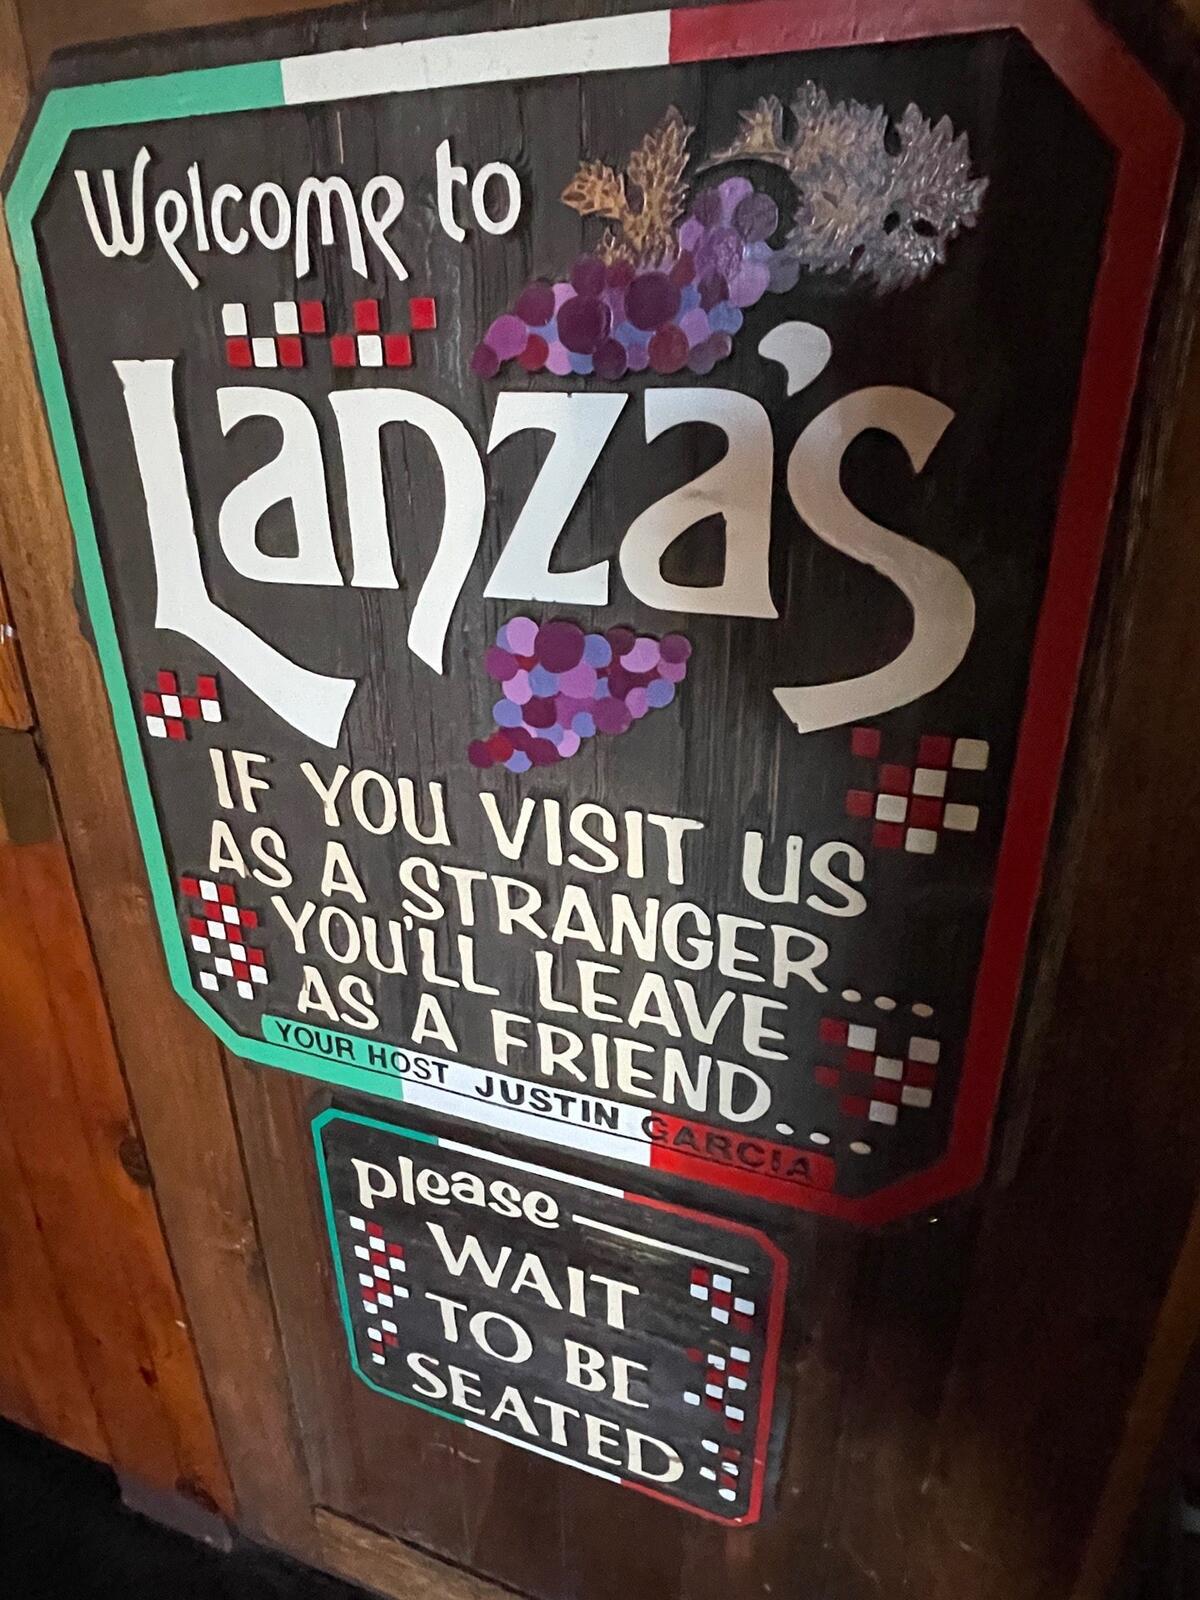 Welcome to
Lanza's
IF YOU VISIT US
AS A STRANGER...
YOU'LL LEAVE
AS A FRIEND...
YOUR HOST JUSTIN GARCIA
please
WAIT
TO BE
SEATED